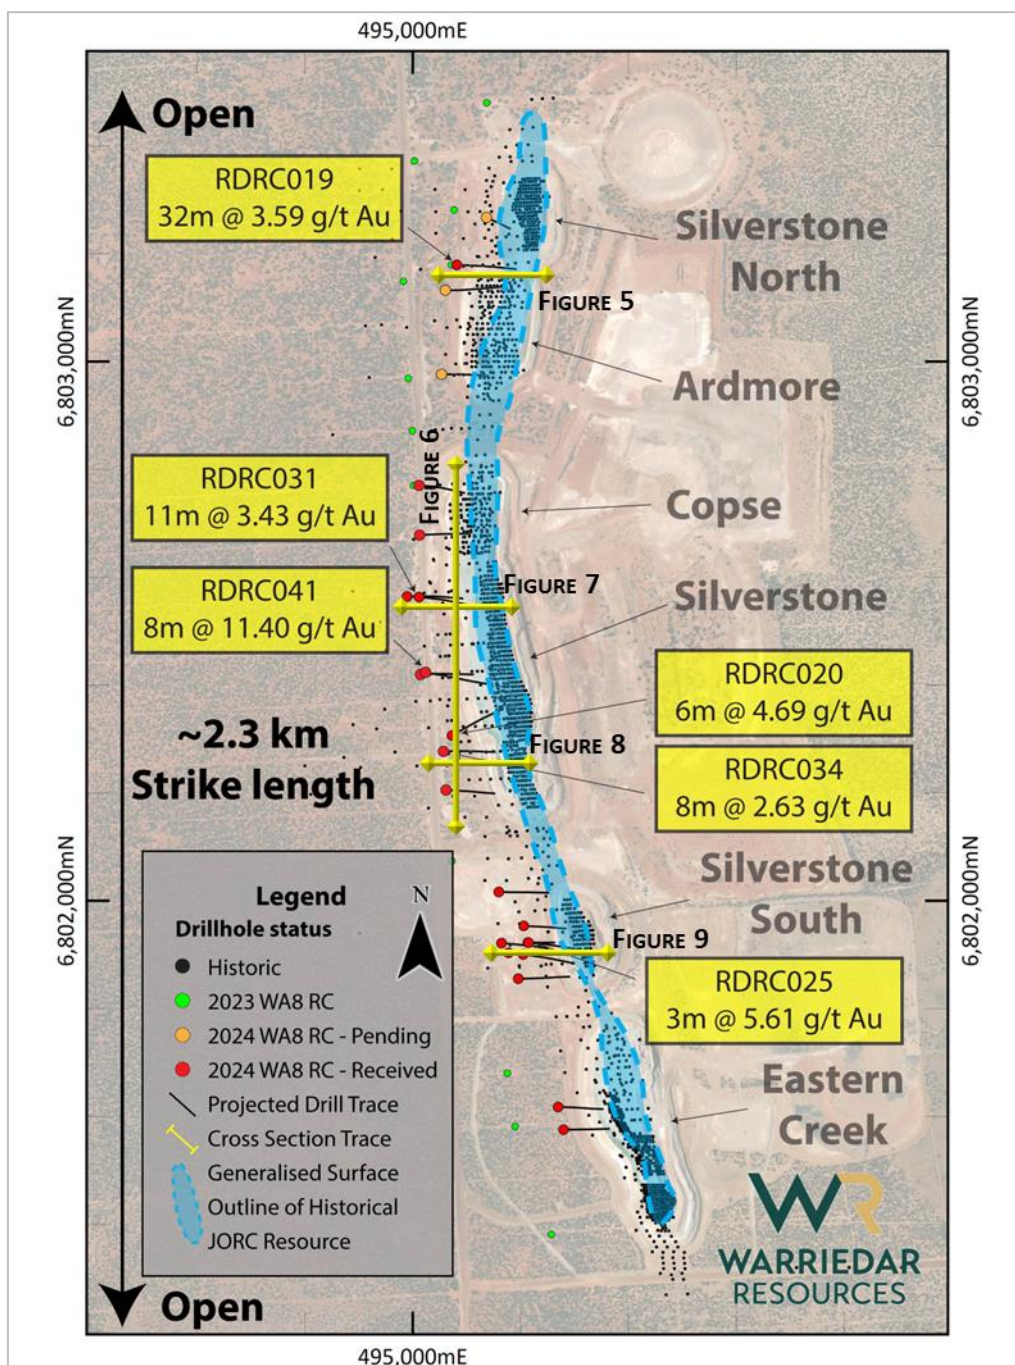 495,000mE
Open
RDRC019
32m @ 3.59 g/t Au
Silverstone
North
FIGURE 5
6,803,000mN
6,803,000mN
Ardmore
FIGURE 6
RDRC031
11m @ 3.43 g/t Au
Copse
FIGURE 7
RDRC041
8m @ 11.40 g/t Au
Silverstone
RDRC020
6m @ 4.69 g/t Au
~2.3 km
Strike length
FIGURE 8
RDRC034
8m @ 2.63 g/t Au
6,802,000mN
6,802,000mN
Silverstone
South
FIGURE 9
RDRC025
3m @ 5.61 g/t Au
Eastern
Creek
Legend
N
Drillhole status
Historic
2023 WA8 RC
2024 WA8 RC - Pending
2024 WA8 RC - Received
Projected Drill Trace
Cross Section Trace
Generalised Surface
Outline of Historical
JORC Resource
WR
WARRIEDAR
RESOURCES
Open
495,000mE